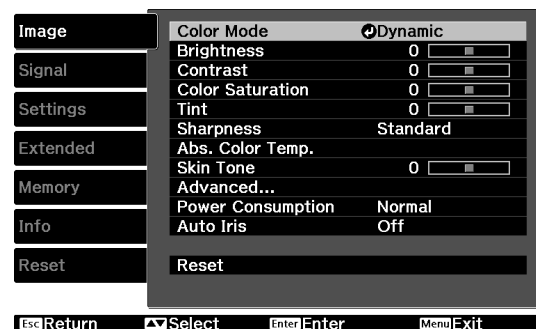 Image
Signal
Settings
Extended
Memory
Info
Reset
Color Mode Dynamic
Brightness 0
Contrast 0
Color Saturation 0
Tint 0
Sharpness Standard
Abs. Color Temp.
Skin Tone 0
Advanced...
Power Consumption Normal
Auto Iris Off
Reset
Esc Return Select Enter Enter Menu Exit